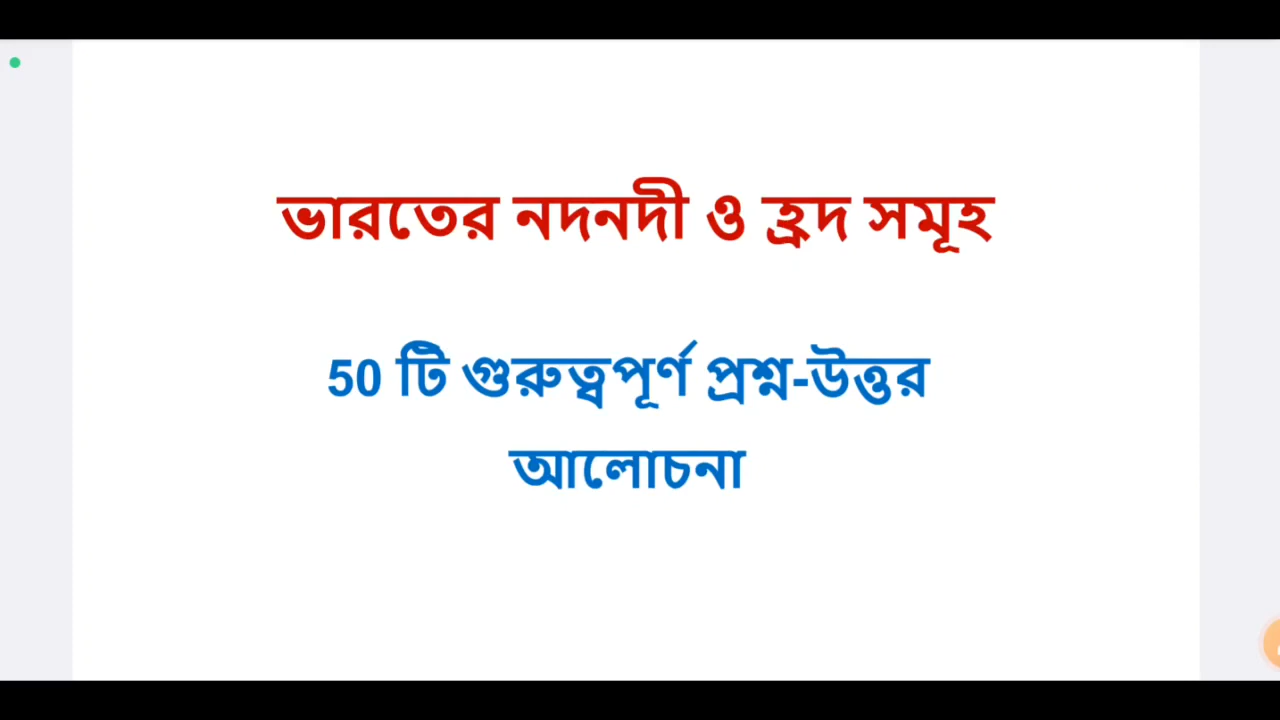 ভারতের নদনদী ও হ্রদ সমূহ
50 টি গুরুত্বপূর্ণ প্রশ্ন-উত্তর
আলোচনা